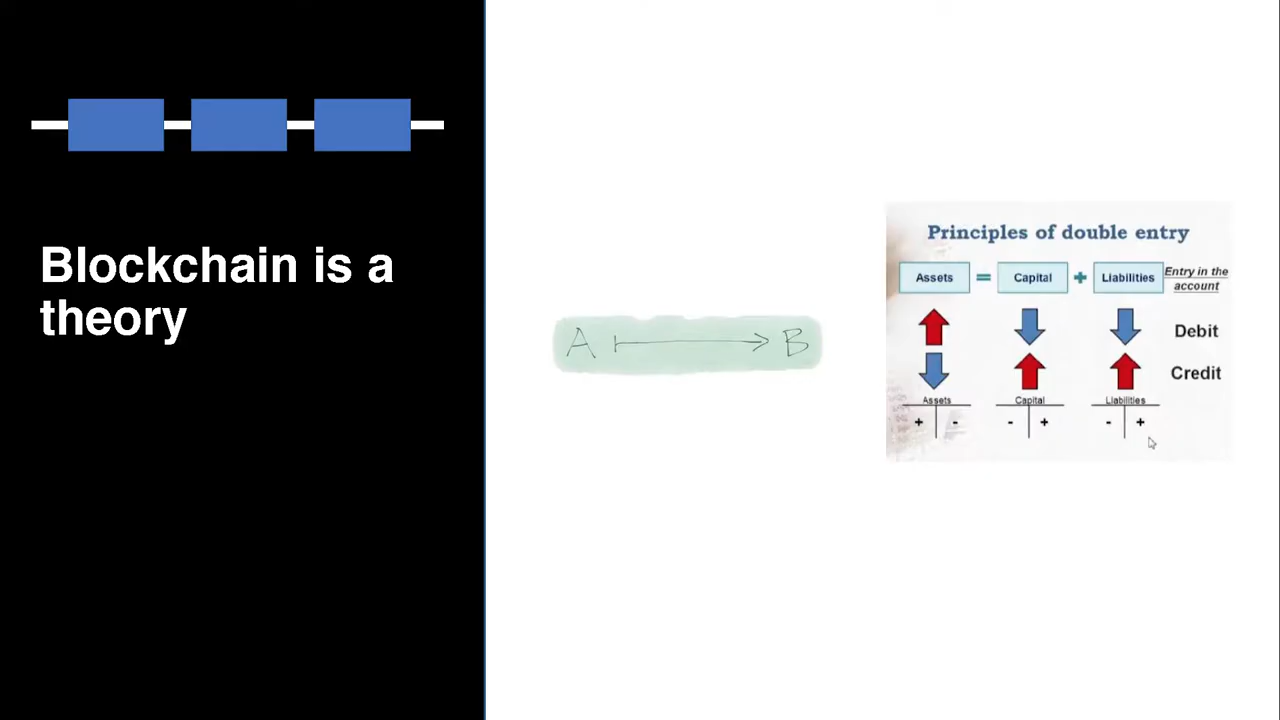 Blockchain is a
theory
A ↦ B
Principles of double entry
Assets = Capital + Liabilities Entry in the
account
Debit
Credit
Assets Capital Liabilities
+ - - + - +